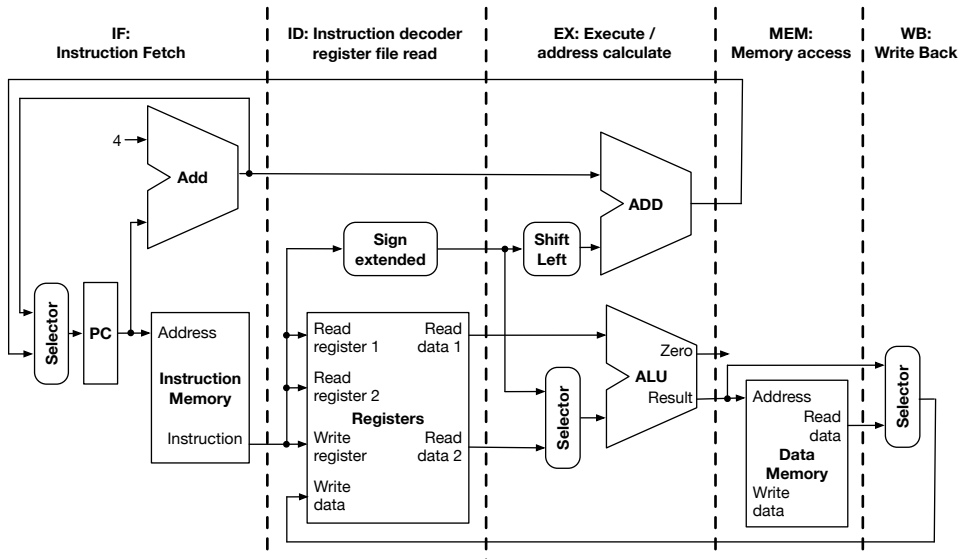 IF:
Instruction Fetch
ID: Instruction decoder
register file read
EX: Execute /
address calculate
MEM:
Memory access
WB:
Write Back
4
Add
ADD
Sign
extended
Shift
Left
Selector
PC
Address
Instruction
Memory
Instruction
Read
register 1
Read
data 1
Read
register 2
Registers
Write
register
Read
data 2
Write
data
Selector
Zero
ALU
Result
Address
Read
data
Data
Memory
Write
data
Selector